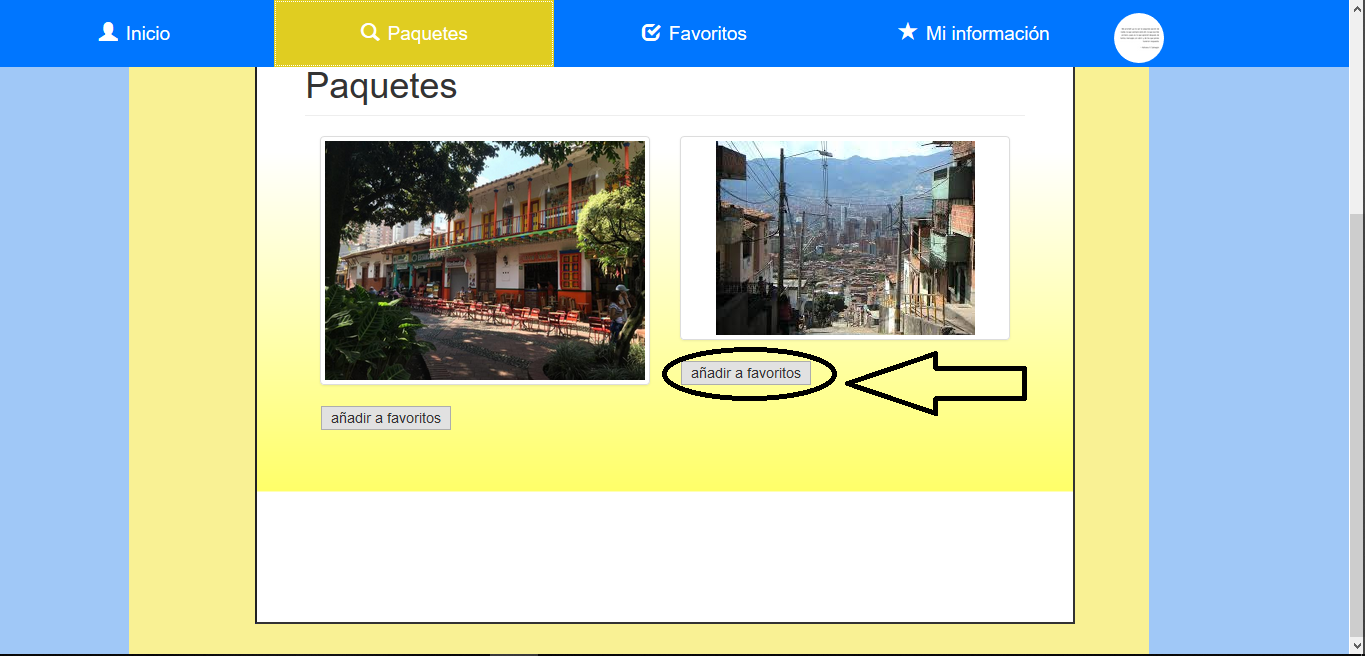 Inicio
Paquetes
Favoritos
Mi información
Paquetes
añadir a favoritos
añadir a favoritos